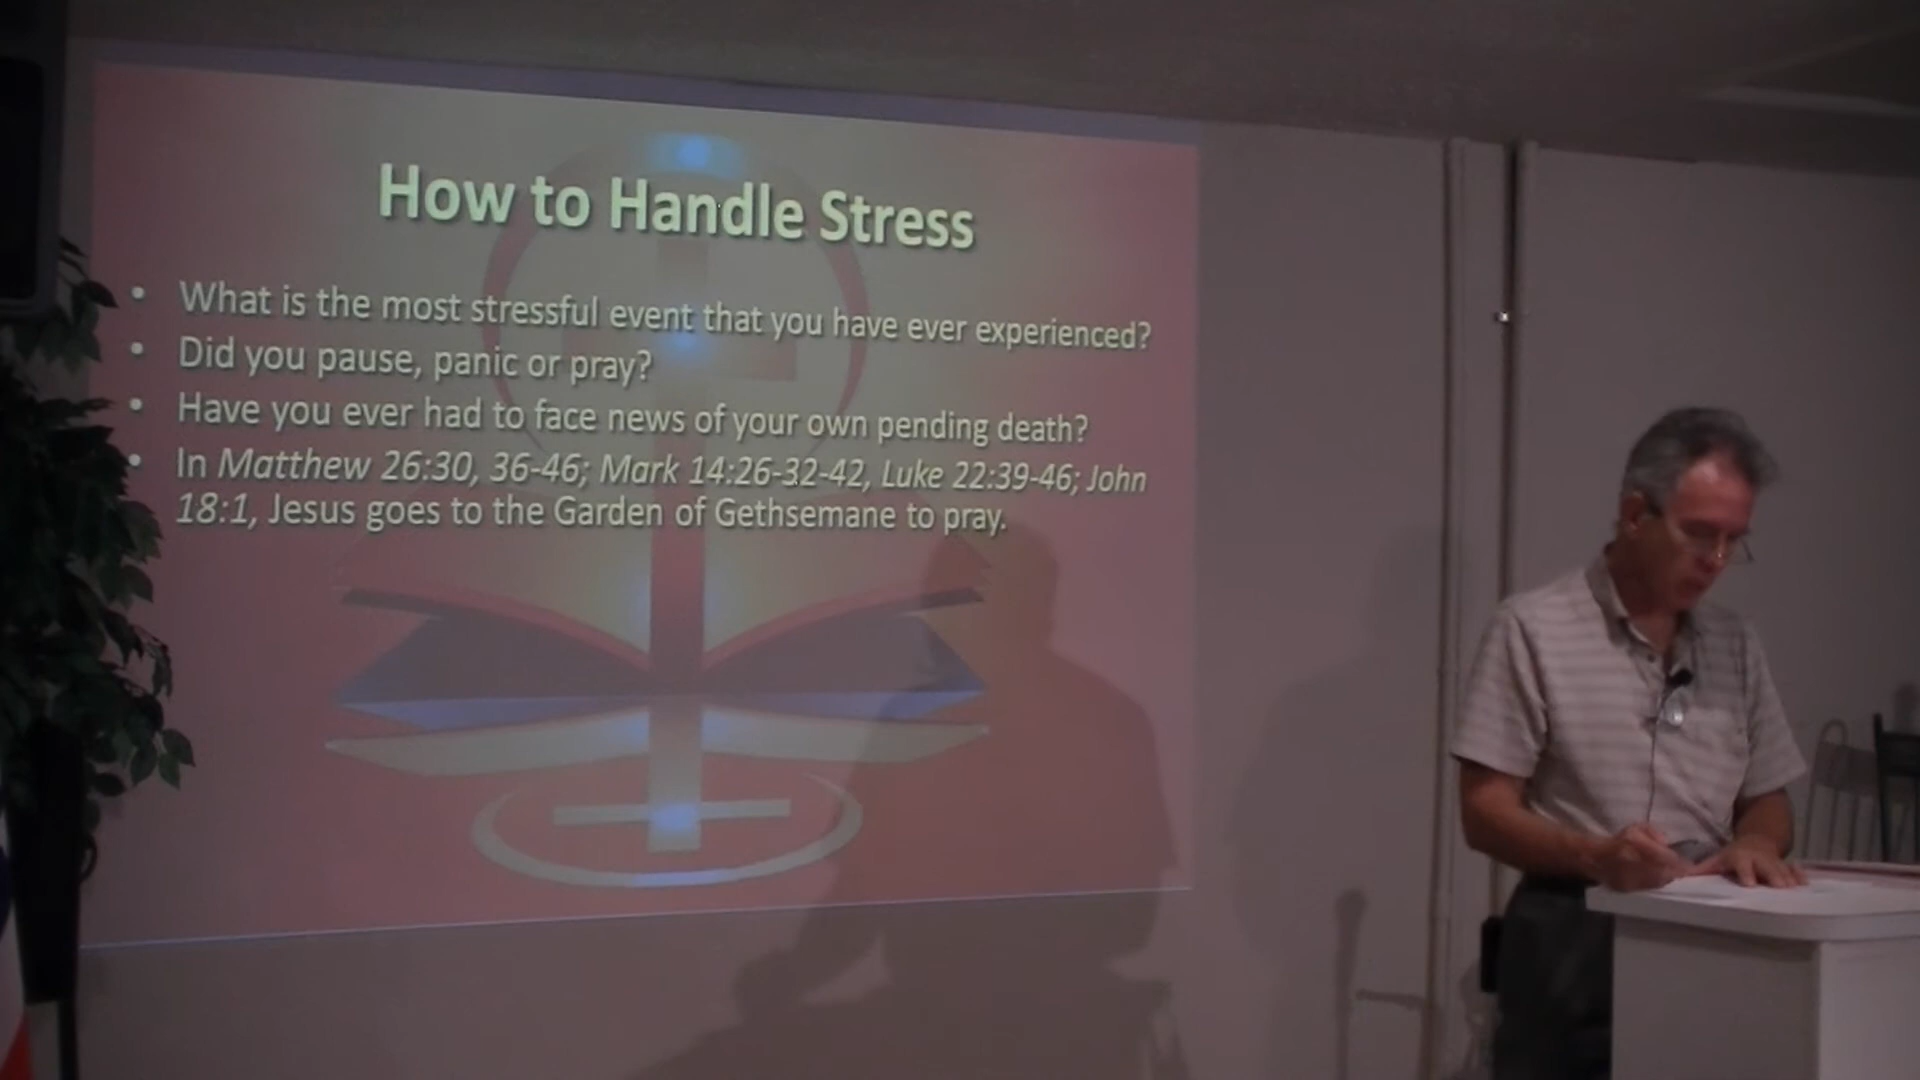 How to Handle Stress
• What is the most stressful event that you have ever experienced?
• Did you pause, panic or pray?
• Have you ever had to face news of your own pending death?
• In Matthew 26:30, 36-46; Mark 14:26-32-42, Luke 22:39-46; John
18:1, Jesus goes to the Garden of Gethsemane to pray.